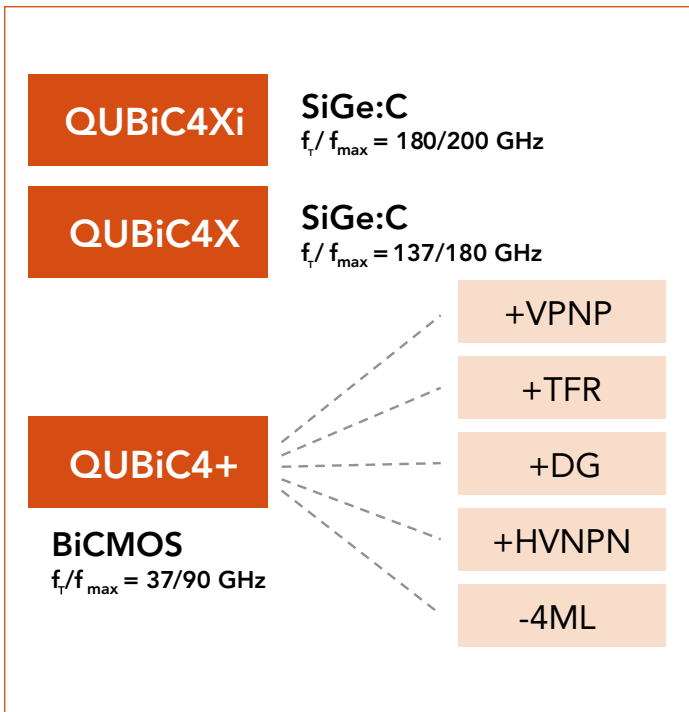 QUBiC4Xi
SiGe:C
fT/ fmax = 180/200 GHz
QUBiC4X
SiGe:C
fT/ fmax = 137/180 GHz
+VPNP
+TFR
QUBiC4+
+DG
BiCMOS
fT/f max = 37/90 GHz
+HVNPN
-4ML